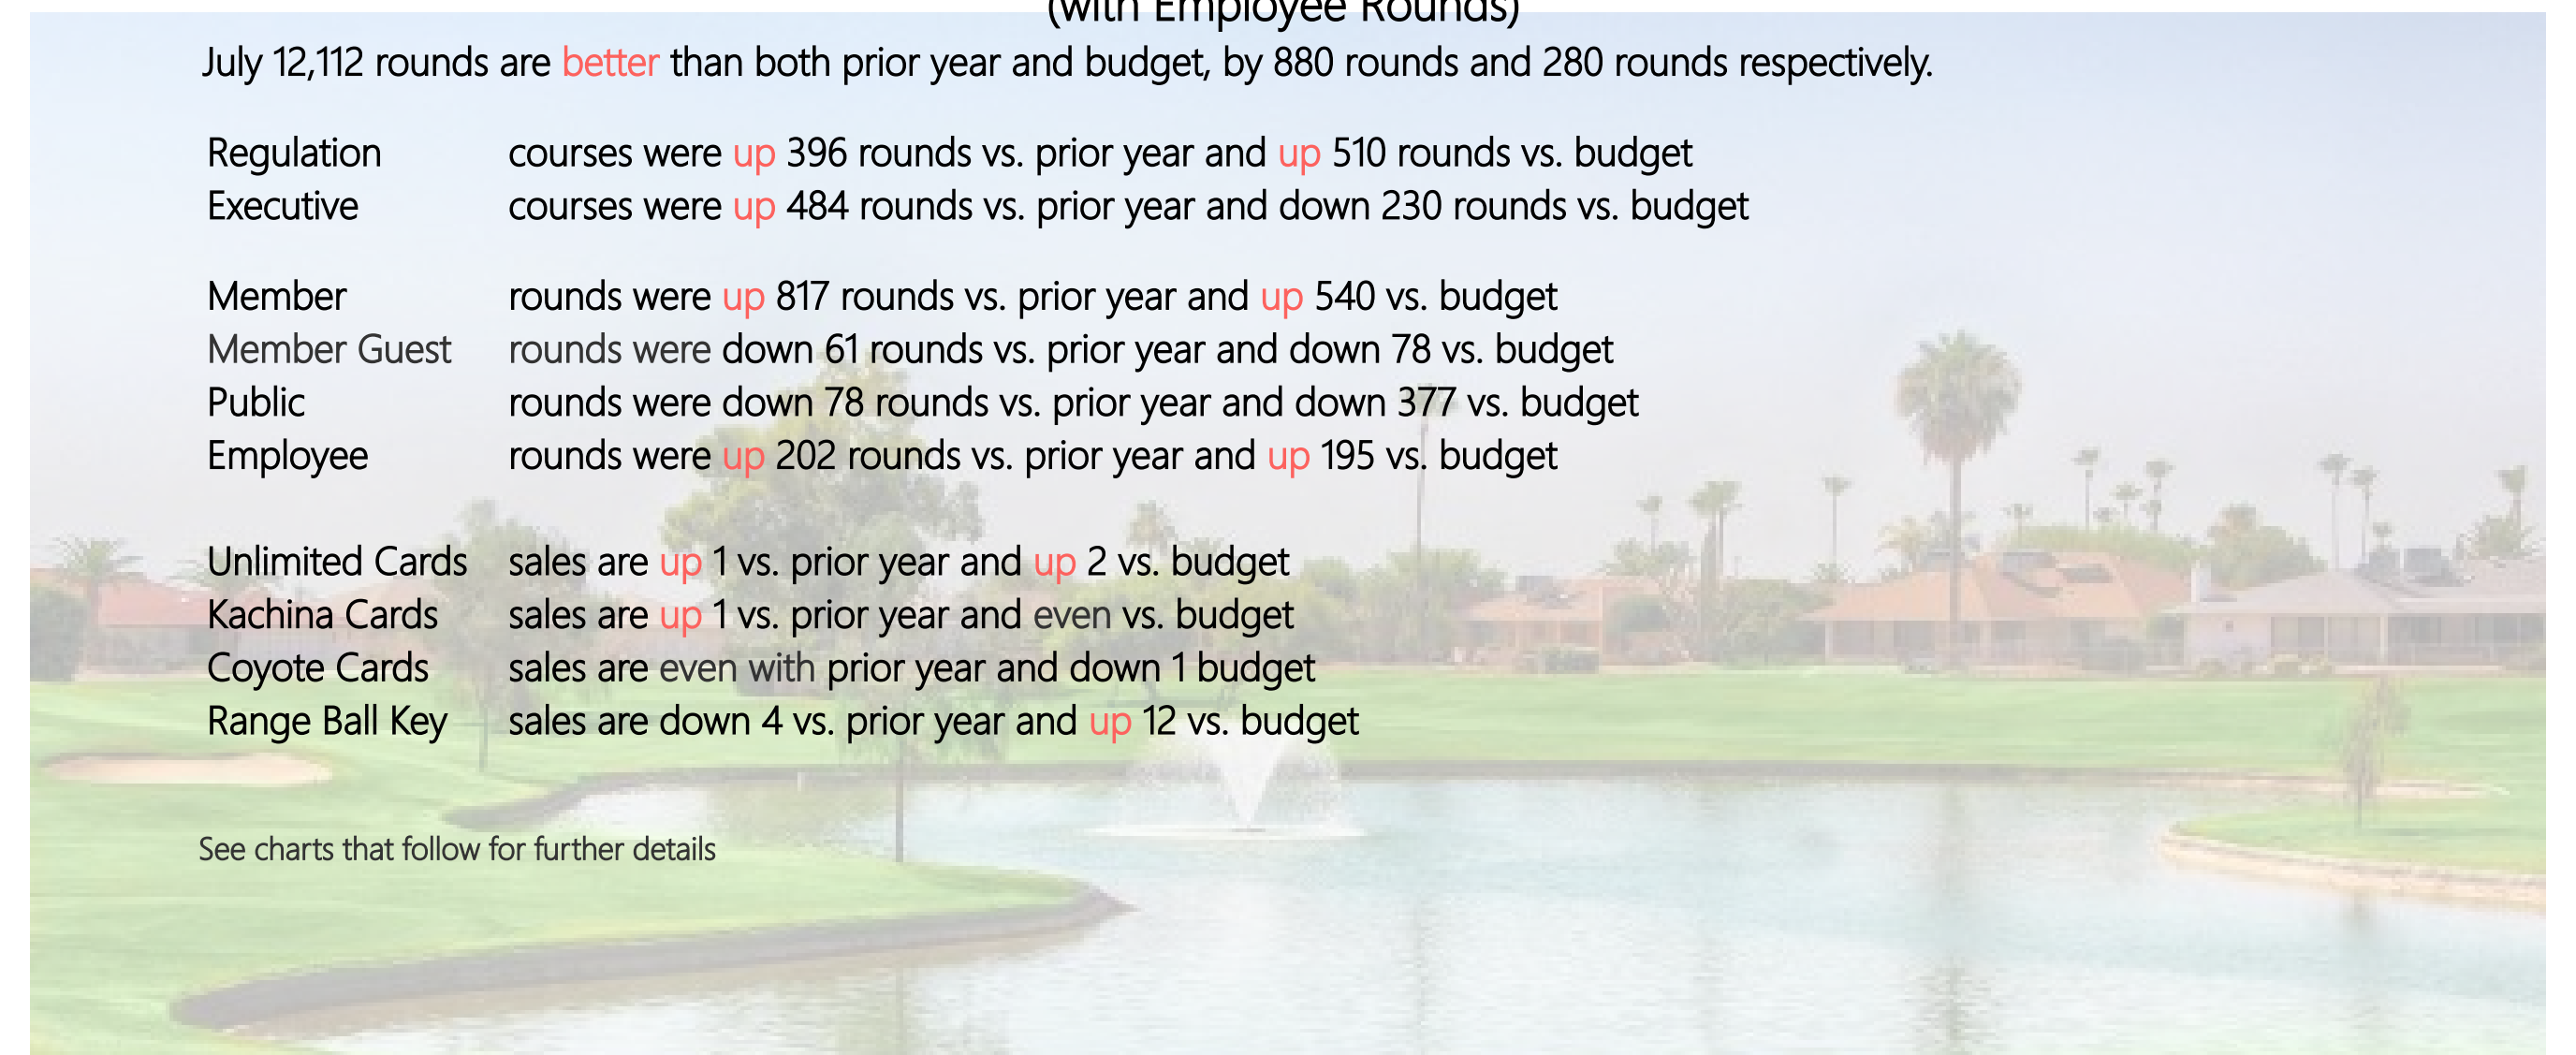 (with Employee Rounds)
July 12,112 rounds are better than both prior year and budget, by 880 rounds and 280 rounds respectively.
Regulation courses were up 396 rounds vs. prior year and up 510 rounds vs. budget
Executive courses were up 484 rounds vs. prior year and down 230 rounds vs. budget
Member rounds were up 817 rounds vs. prior year and up 540 vs. budget
Member Guest rounds were down 61 rounds vs. prior year and down 78 vs. budget
Public rounds were down 78 rounds vs. prior year and down 377 vs. budget
Employee rounds were up 202 rounds vs. prior year and up 195 vs. budget
Unlimited Cards sales are up 1 vs. prior year and up 2 vs. budget
Kachina Cards sales are up 1 vs. prior year and even vs. budget
Coyote Cards sales are even with prior year and down 1 budget
Range Ball Key sales are down 4 vs. prior year and up 12 vs. budget
See charts that follow for further details